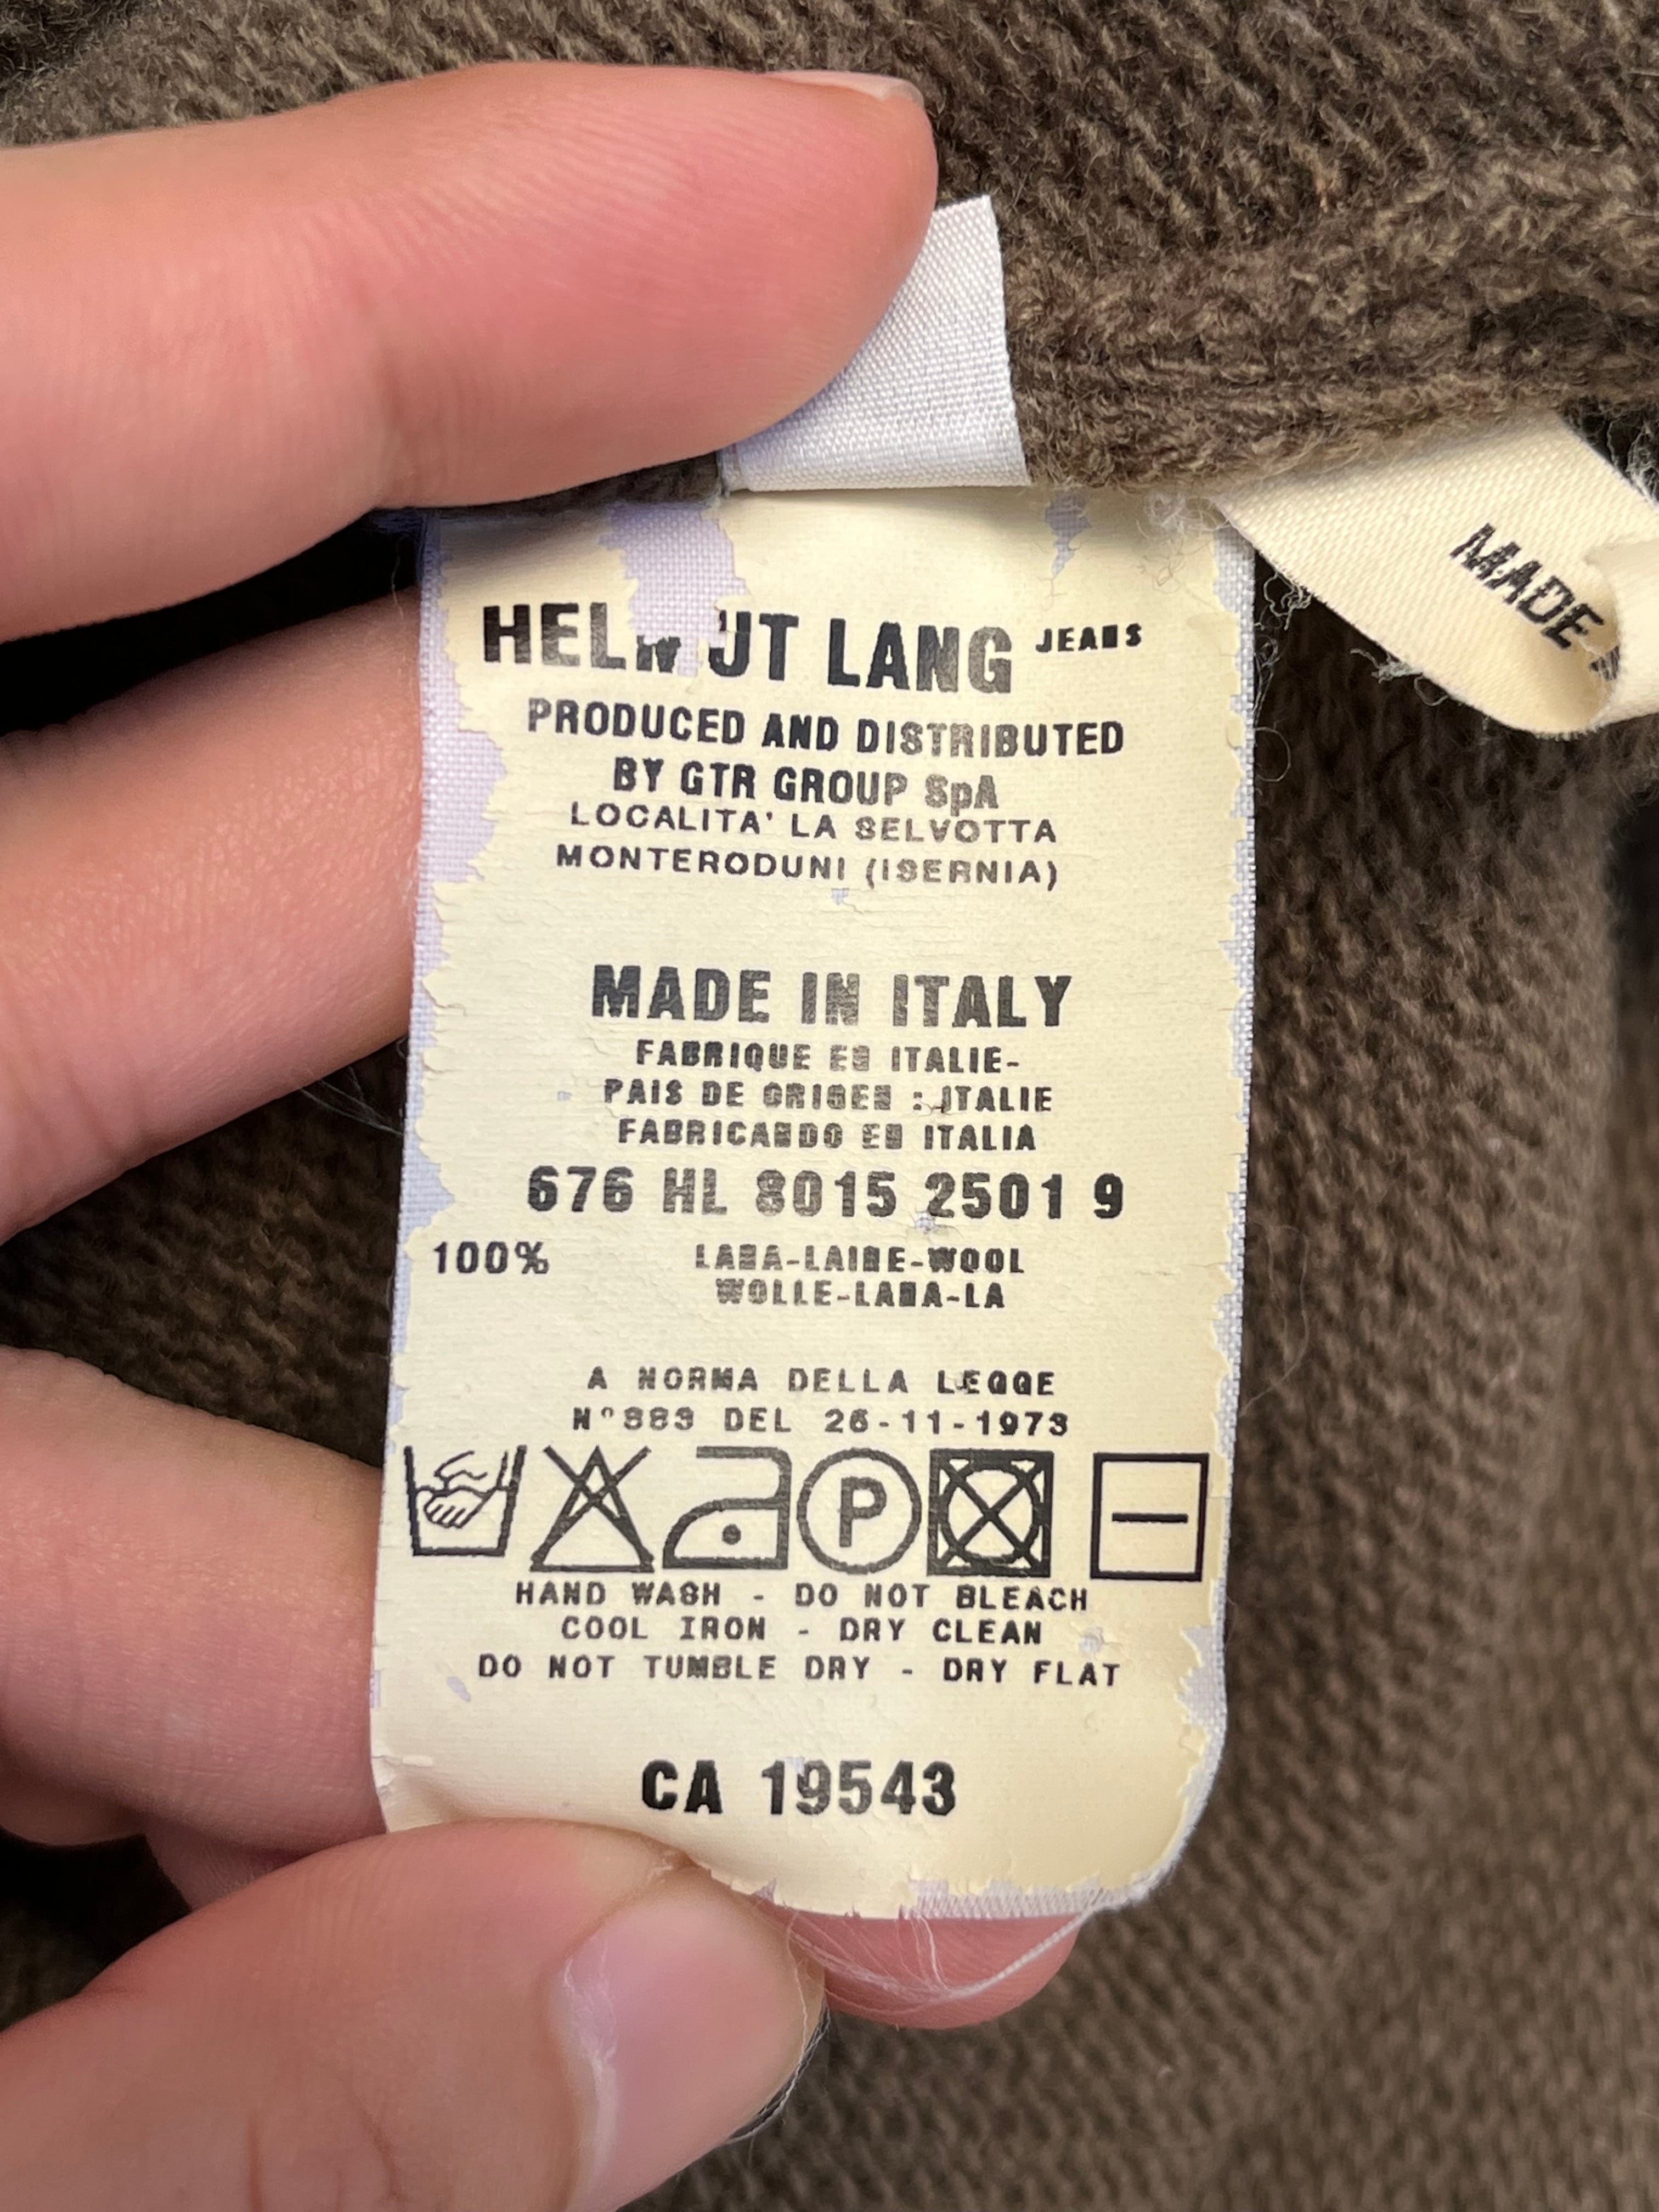 HELMUT LANG JEANS
PRODUCED AND DISTRIBUTED
BY GTR GROUP SpA
LOCALITA' LA SELVOTTA
MONTERODUNI (ISERNIA)
MADE IN ITALY
FABRIQUE EN ITALIE-
PAIS DE ORIGEN : ITALIE
FABRICANDO EN ITALIA
676 HL 8015 2501 9
100% LANA-LAINE-WOOL
WOLLE-LANA-LA
A NORMA DELLA LEGGE
N°883 DEL 26-11-1973
P
HAND WASH - DO NOT BLEACH
COOL IRON - DRY CLEAN
DO NOT TUMBLE DRY - DRY FLAT
CA 19543
MADE